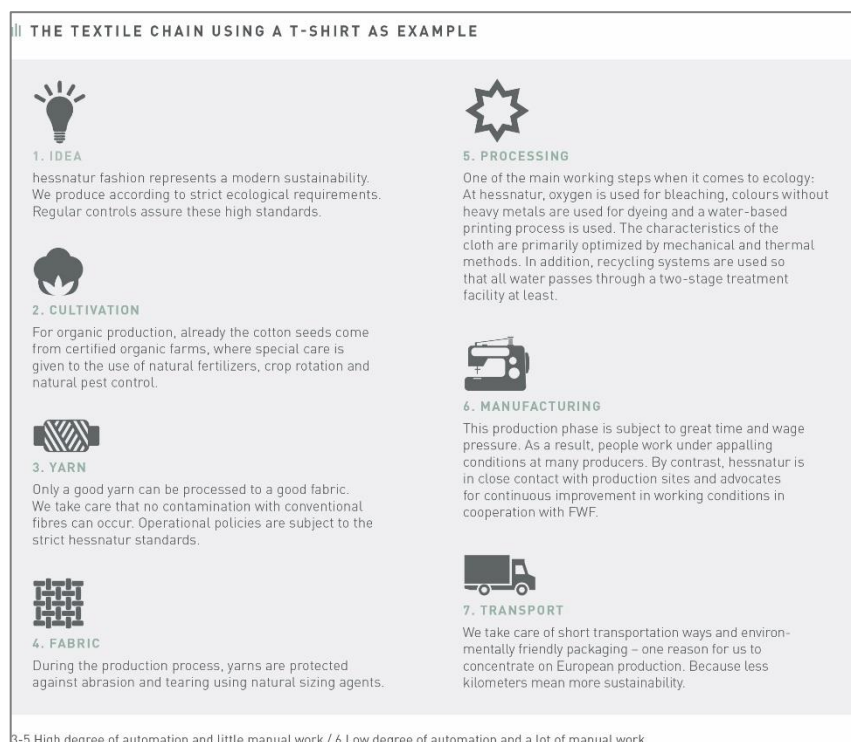 THE TEXTILE CHAIN USING A T-SHIRT AS EXAMPLE
1. IDEA
hessnatur fashion represents a modern sustainability.
We produce according to strict ecological requirements.
Regular controls assure these high standards.
2. CULTIVATION
For organic production, already the cotton seeds come
from certified organic farms, where special care is
given to the use of natural fertilizers, crop rotation and
natural pest control.
3. YARN
Only a good yarn can be processed to a good fabric.
We take care that no contamination with conventional
fibres can occur. Operational policies are subject to the
strict hessnatur standards.
4. FABRIC
During the production process, yarns are protected
against abrasion and tearing using natural sizing agents.
5. PROCESSING
One of the main working steps when it comes to ecology:
At hessnatur, oxygen is used for bleaching, colours without
heavy metals are used for dyeing and a water-based
printing process is used. The characteristics of the
cloth are primarily optimized by mechanical and thermal
methods. In addition, recycling systems are used so
that all water passes through a two-stage treatment
facility at least.
6. MANUFACTURING
This production phase is subject to great time and wage
pressure. As a result, people work under appalling
conditions at many producers. By contrast, hessnatur is
in close contact with production sites and advocates
for continuous improvement in working conditions in
cooperation with FWF.
7. TRANSPORT
We take care of short transportation ways and environ-
mentally friendly packaging – one reason for us to
concentrate on European production. Because less
kilometers mean more sustainability.
3-5 High degree of automation and little manual work / 6 Low degree of automation and a lot of manual work